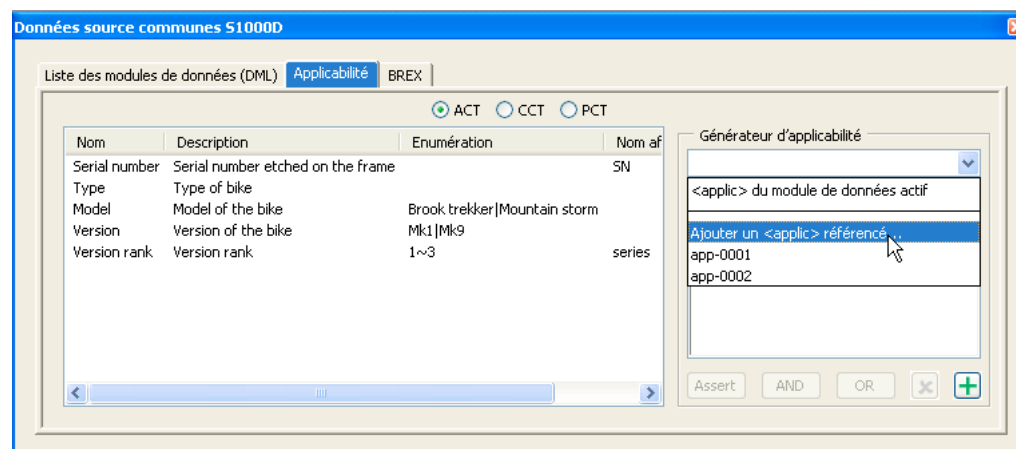 Données source communes S1000D
Liste des modules de données (DML) Applicabilité BREX
ACT CCT PCT
Nom Description Enumération Nom af
Serial number Serial number etched on the frame SN
Type Type of bike
Model Model of the bike Brook trekker|Mountain storm
Version Version of the bike Mk1|Mk9
Version rank Version rank 1~3 series
Générateur d'applicabilité
<applic> du module de données actif
Ajouter un <applic> référencé...
app-0001
app-0002
Assert AND OR